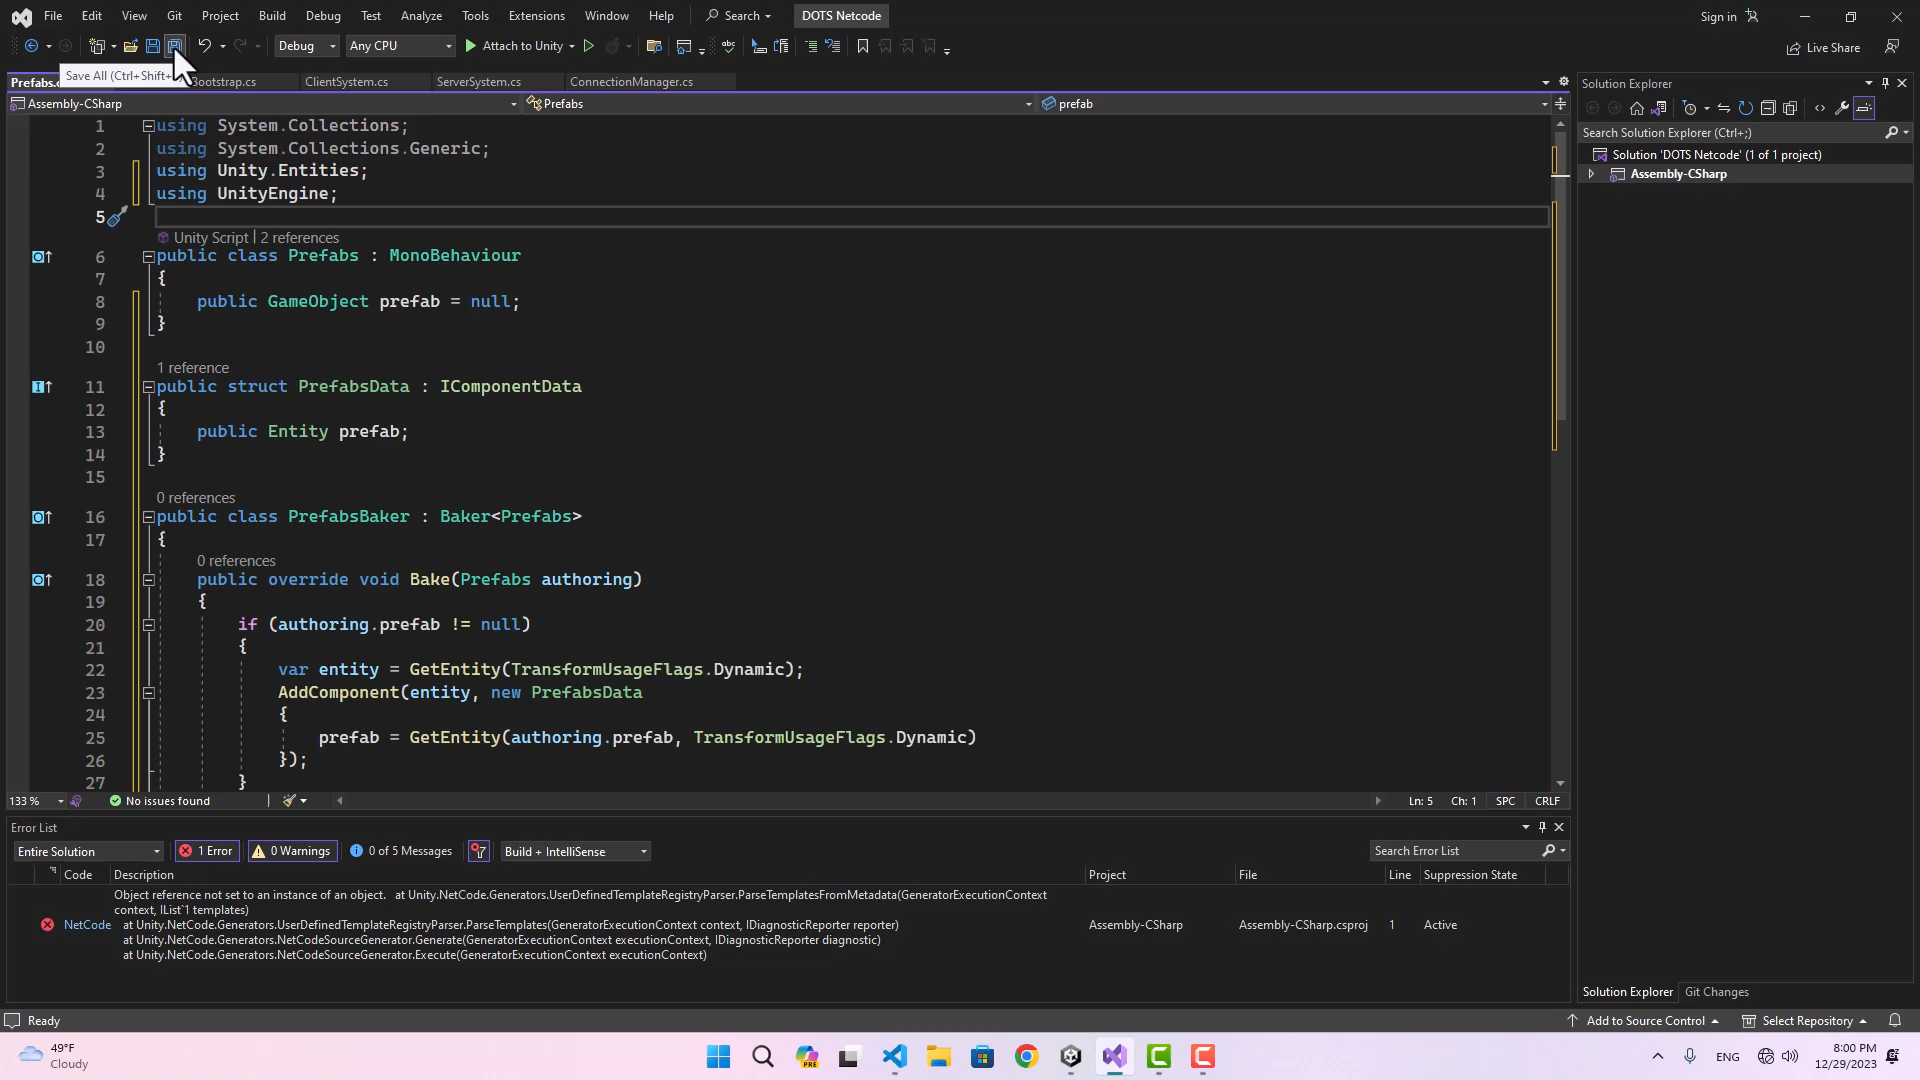 File Edit View Git Project Build Debug Test Analyze Tools Extensions Window Help Search DOTS Netcode Sign in
Debug Any CPU Attach to Unity Live Share
Save All (Ctrl+Shift+
Prefabs. Bootstrap.cs ClientSystem.cs ServerSystem.cs ConnectionManager.cs
Assembly-CSharp Prefabs prefab
1 using System.Collections;
2 using System.Collections.Generic;
3 using Unity.Entities;
4 using UnityEngine;
5
Unity Script | 2 references
6 public class Prefabs : MonoBehaviour
7 {
8 public GameObject prefab = null;
9 }
10
1 reference
11 public struct PrefabsData : IComponentData
12 {
13 public Entity prefab;
14 }
15
0 references
16 public class PrefabsBaker : Baker<Prefabs>
17 {
0 references
18 public override void Bake(Prefabs authoring)
19 {
20 if (authoring.prefab != null)
21 {
22 var entity = GetEntity(TransformUsageFlags.Dynamic);
23 AddComponent(entity, new PrefabsData
24 {
25 prefab = GetEntity(authoring.prefab, TransformUsageFlags.Dynamic)
26 });
27 }
133 % No issues found Ln: 5 Ch: 1 SPC CRLF
Error List
Entire Solution 1 Error 0 Warnings 0 of 5 Messages Build + IntelliSense Search Error List
Code Description Project File Line Suppression State
Object reference not set to an instance of an object. at Unity.NetCode.Generators.UserDefinedTemplateRegistryParser.ParseTemplatesFromMetadata(GeneratorExecutionContext
context, IList`1 templates)
NetCode at Unity.NetCode.Generators.UserDefinedTemplateRegistryParser.ParseTemplates(GeneratorExecutionContext context, IDiagnosticReporter reporter) Assembly-CSharp Assembly-CSharp.csproj 1 Active
at Unity.NetCode.Generators.NetCodeSourceGenerator.Generate(GeneratorExecutionContext executionContext, IDiagnosticReporter diagnostic)
at Unity.NetCode.Generators.NetCodeSourceGenerator.Execute(GeneratorExecutionContext executionContext)
Solution Explorer
Search Solution Explorer (Ctrl+;)
Solution 'DOTS Netcode' (1 of 1 project)
Assembly-CSharp
Solution Explorer Git Changes
Ready Add to Source Control Select Repository
49°F
Cloudy
PRE
ENG
8:00 PM
12/29/2023